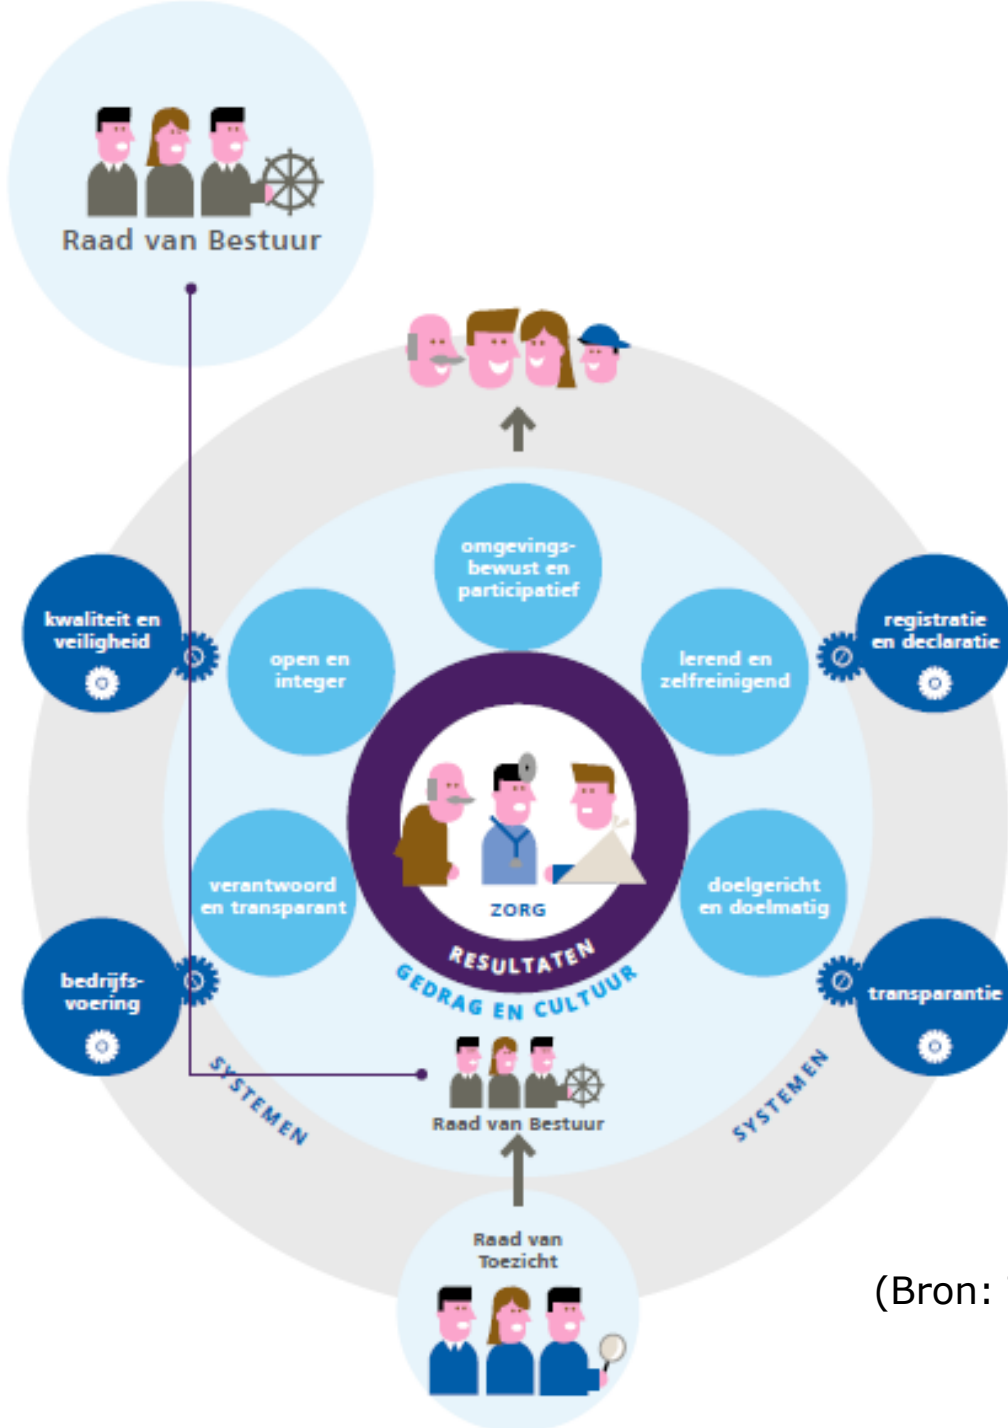 Raad van Bestuur
omgevings-
bewust en
participatief
kwaliteit en
veiligheid
registratie
en declaratie
open en
integer
lerend en
zelfreinigend
verantwoord
en transparant
doelgericht
en doelmatig
ZORG
RESULTATEN
GEDRAG EN CULTUUR
bedrijfs-
voering
transparantie
SYSTEMEN
SYSTEMEN
Raad van Bestuur
Raad van
Toezicht
(Bron: